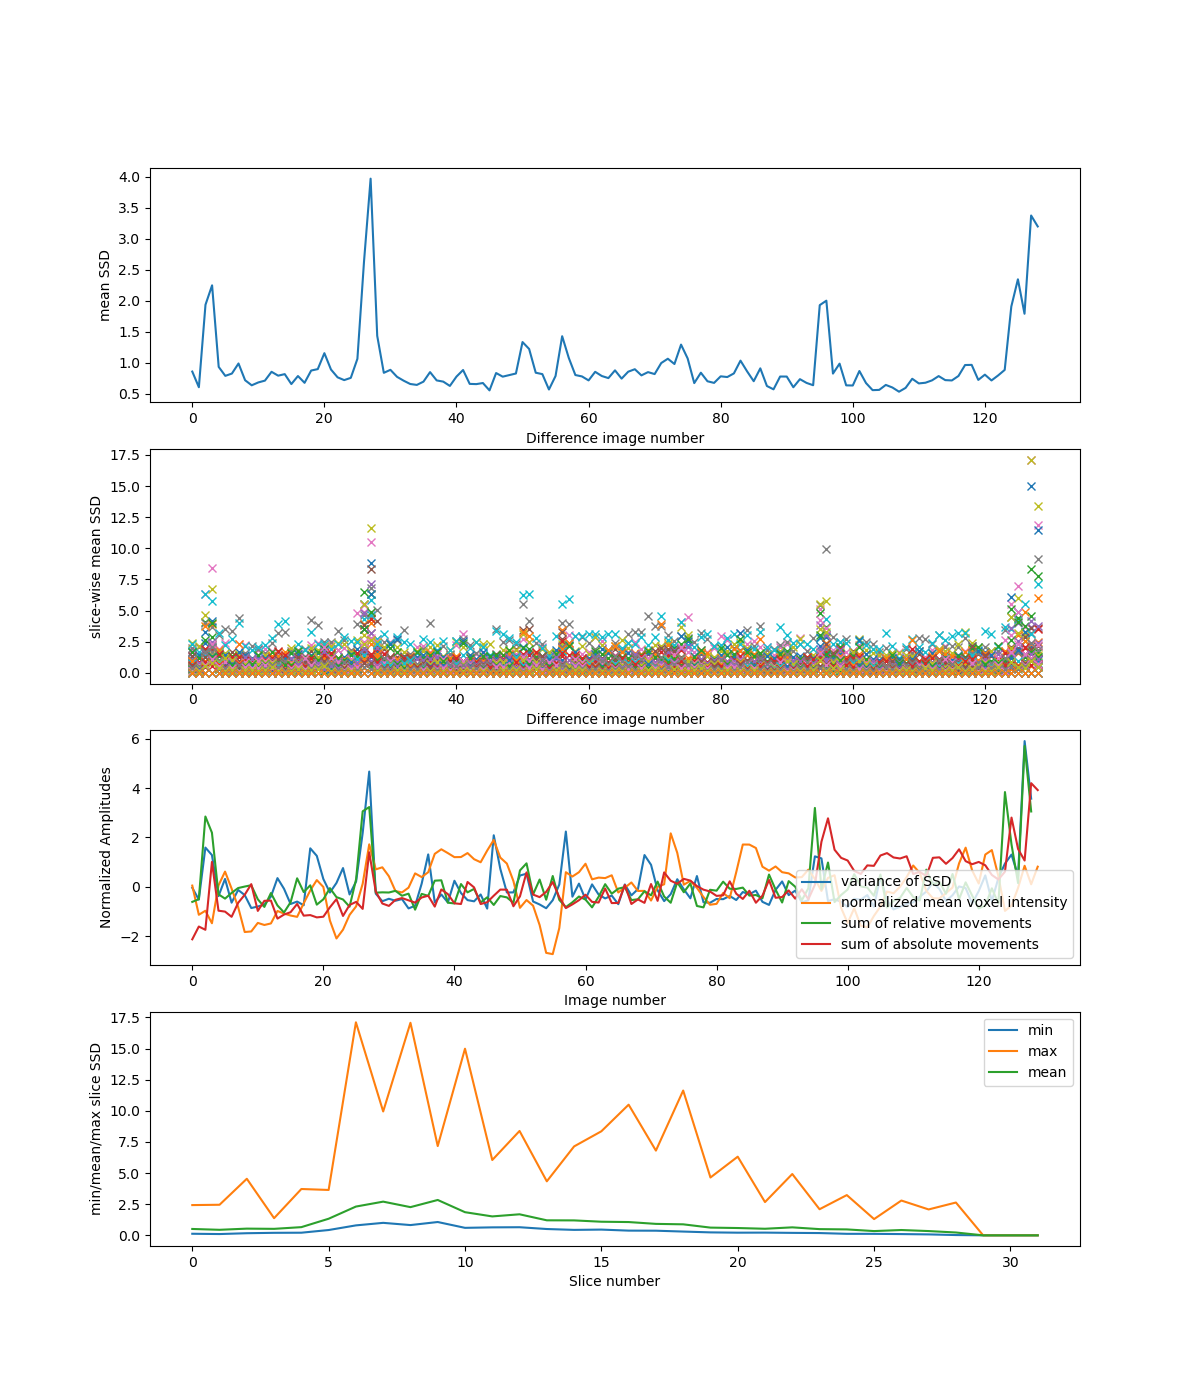 4.0
3.5
3.0
2.5
2.0
1.5
1.0
0.5
mean SSD
0 20 40 60 80 100 120
Difference image number
17.5
15.0
12.5
10.0
7.5
5.0
2.5
0.0
slice-wise mean SSD
0 20 40 60 80 100 120
Difference image number
6
4
2
0
−2
Normalized Amplitudes
variance of SSD
normalized mean voxel intensity
sum of relative movements
sum of absolute movements
0 20 40 60 80 100 120
Image number
17.5
15.0
12.5
10.0
7.5
5.0
2.5
0.0
min/mean/max slice SSD
min
max
mean
0 5 10 15 20 25 30
Slice number